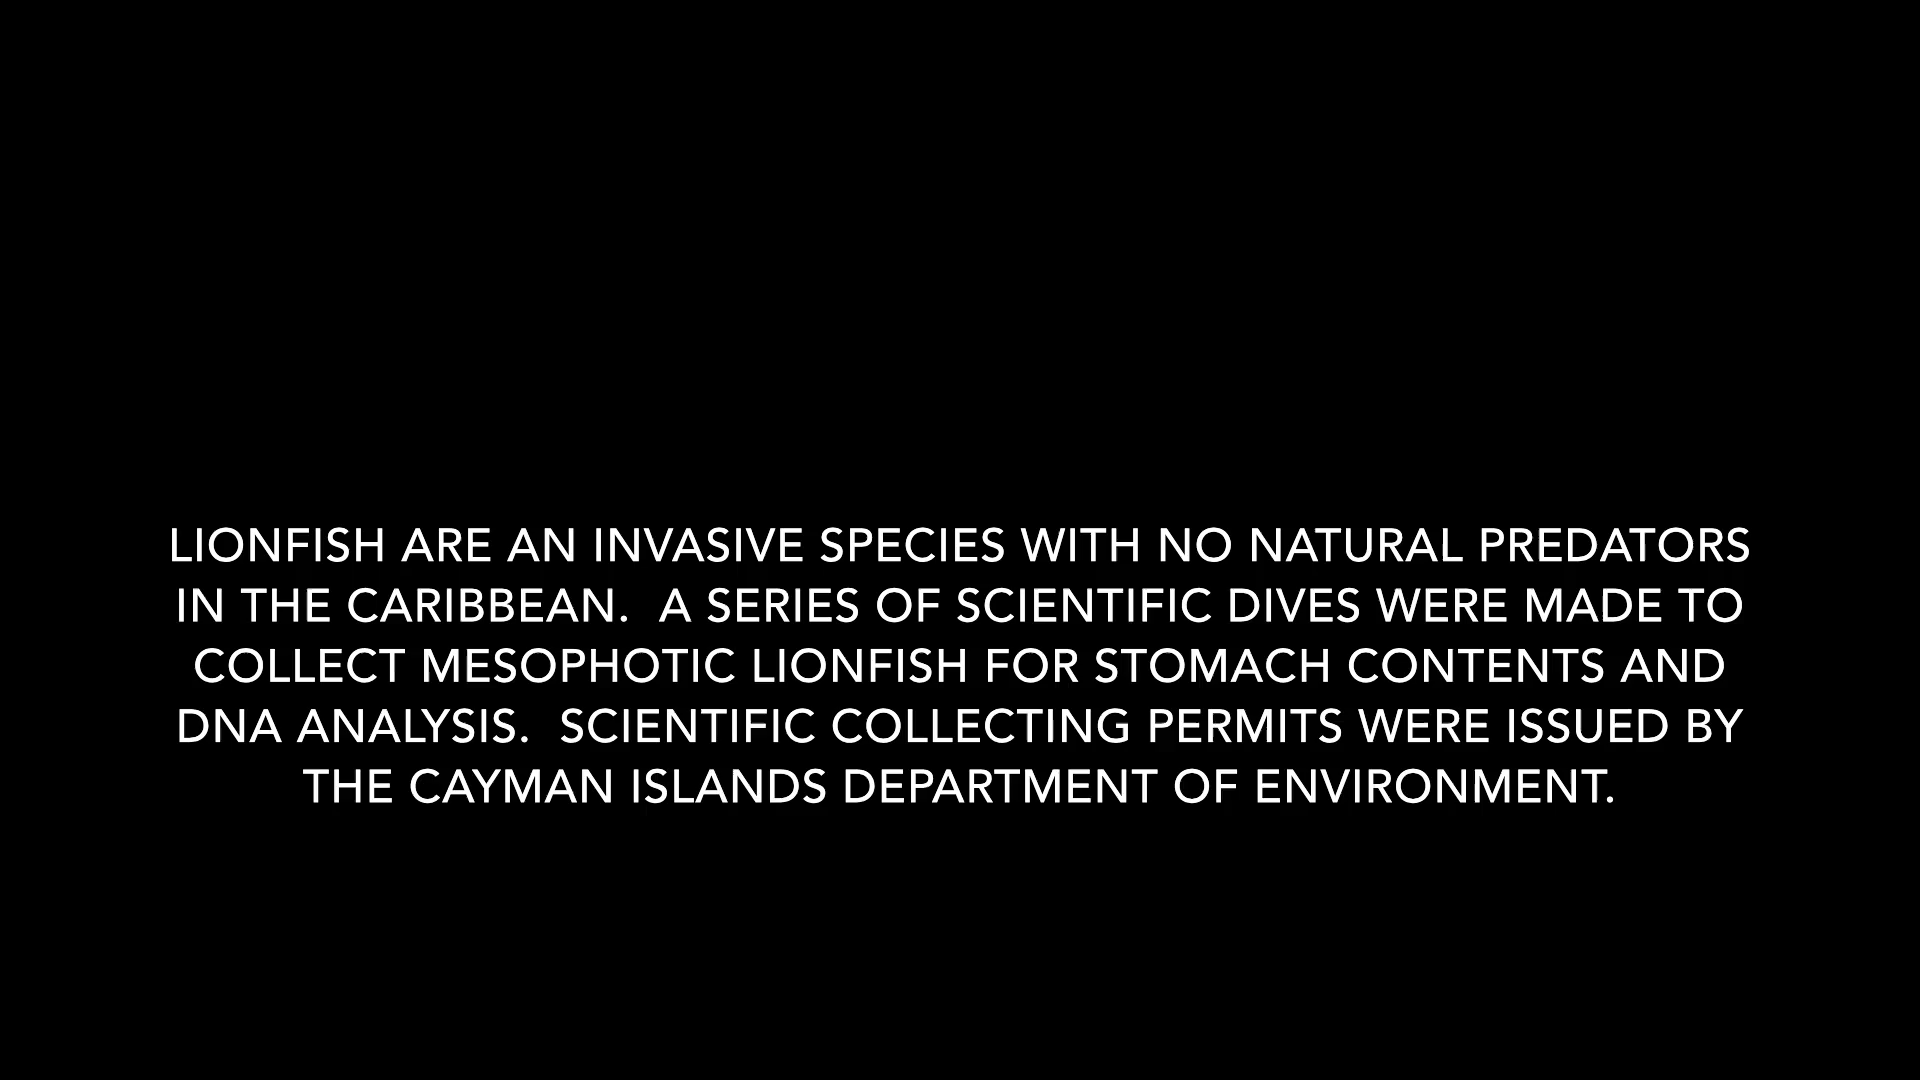 LIONFISH ARE AN INVASIVE SPECIES WITH NO NATURAL PREDATORS
IN THE CARIBBEAN.  A SERIES OF SCIENTIFIC DIVES WERE MADE TO
COLLECT MESOPHOTIC LIONFISH FOR STOMACH CONTENTS AND
DNA ANALYSIS.  SCIENTIFIC COLLECTING PERMITS WERE ISSUED BY
THE CAYMAN ISLANDS DEPARTMENT OF ENVIRONMENT.